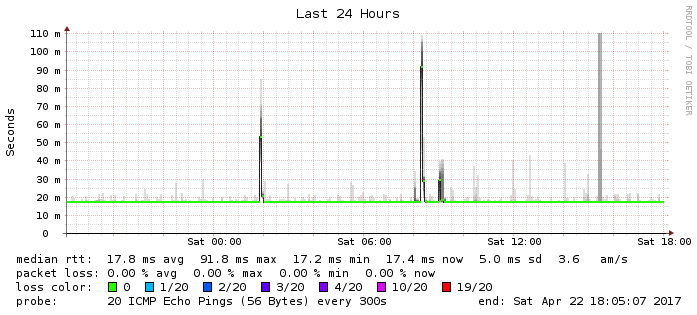 Last 24 Hours
RRDTOOL / TOBI OETIKER
Seconds
110 m
100 m
90 m
80 m
70 m
60 m
50 m
40 m
30 m
20 m
10 m
0
Sat 00:00 Sat 06:00 Sat 12:00 Sat 18:00
median rtt: 17.8 ms avg 91.8 ms max 17.2 ms min 17.4 ms now 5.0 ms sd 3.6 am/s
packet loss: 0.00 % avg 0.00 % max 0.00 % min 0.00 % now
loss color: 0 1/20 2/20 3/20 4/20 10/20 19/20
probe: 20 ICMP Echo Pings (56 Bytes) every 300s end: Sat Apr 22 18:05:07 2017